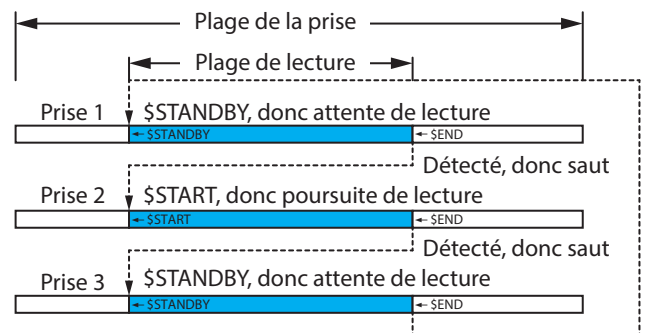 Plage de la prise
Plage de lecture
Prise 1 $STANDBY, donc attente de lecture
$STANDBY $END
Détecté, donc saut
Prise 2 $START, donc poursuite de lecture
$START $END
Détecté, donc saut
Prise 3 $STANDBY, donc attente de lecture
$STANDBY $END